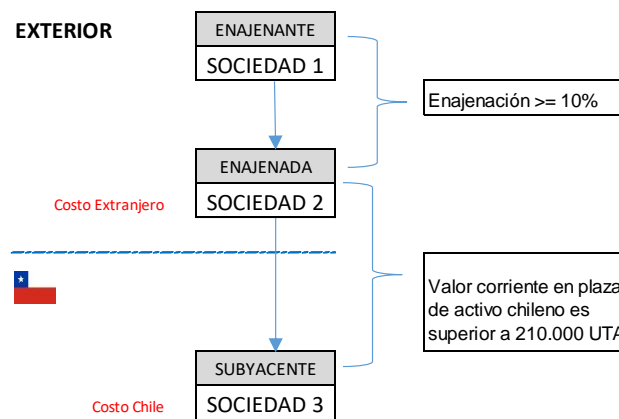 EXTERIOR
ENAJENANTE
SOCIEDAD 1
Enajenación >= 10%
ENAJENADA
SOCIEDAD 2
Costo Extranjero
Valor corriente en plaza
de activo chileno es
superior a 210.000 UTA
SUBYACENTE
SOCIEDAD 3
Costo Chile